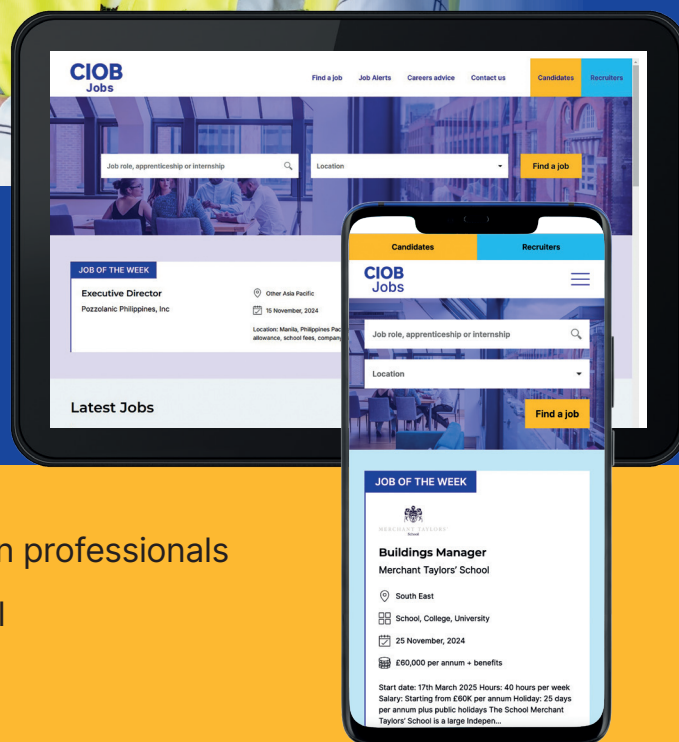 CIOB
Jobs
Find a job Job Alerts Careers advice Contact us Candidates Recruiters
Job role, apprenticeship or internship Location Find a job
JOB OF THE WEEK
Executive Director
Pozzolanic Philippines, Inc
Other Asia Pacific
15 November, 2024
Location: Manila, Philippines
allowance, school fees, company
Latest Jobs
Candidates Recruiters
CIOB
Jobs
Job role, apprenticeship or internship
Location
Find a job
JOB OF THE WEEK
MERCHANT TAYLORS'
School
Buildings Manager
Merchant Taylors' School
South East
School, College, University
25 November, 2024
£60,000 per annum + benefits
Start date: 17th March 2025 Hours: 40 hours per week
Salary: Starting from £60K per annum Holiday: 25 days
per annum plus public holidays The School Merchant
Taylors' School is a large Indepen...
professionals